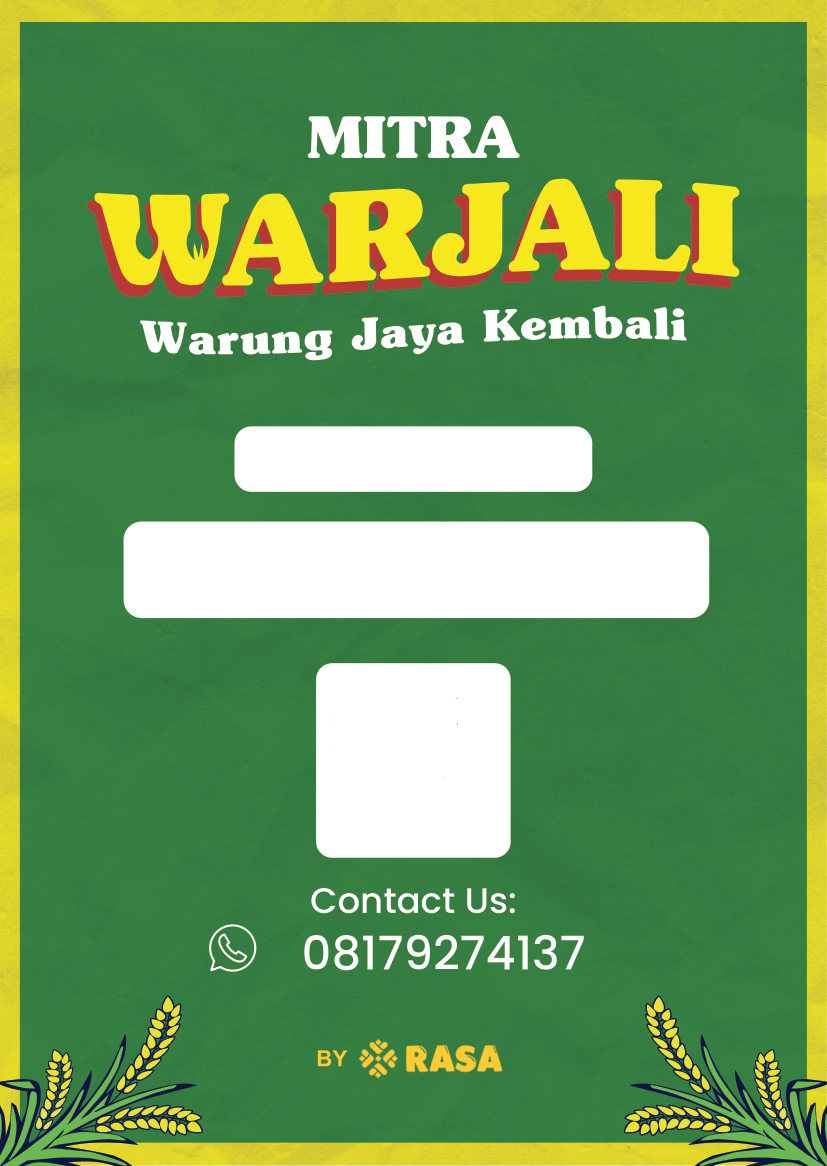 MITRA
WARJALI
Warung Jaya Kembali
Contact Us:
08179274137
BY RASA